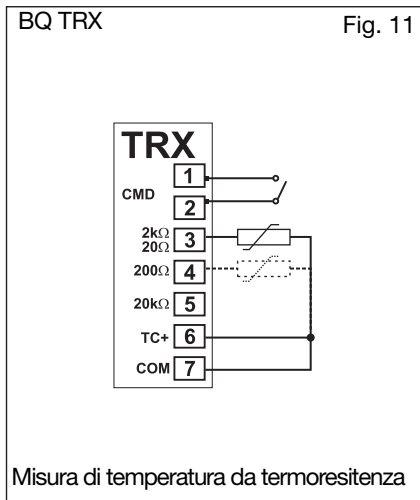 BQ TRX
Fig. 11
TRX
1
CMD
2
2kΩ
20Ω
3
200Ω 4
20kΩ 5
TC+ 6
COM 7
Misura di temperatura da termoresitenza